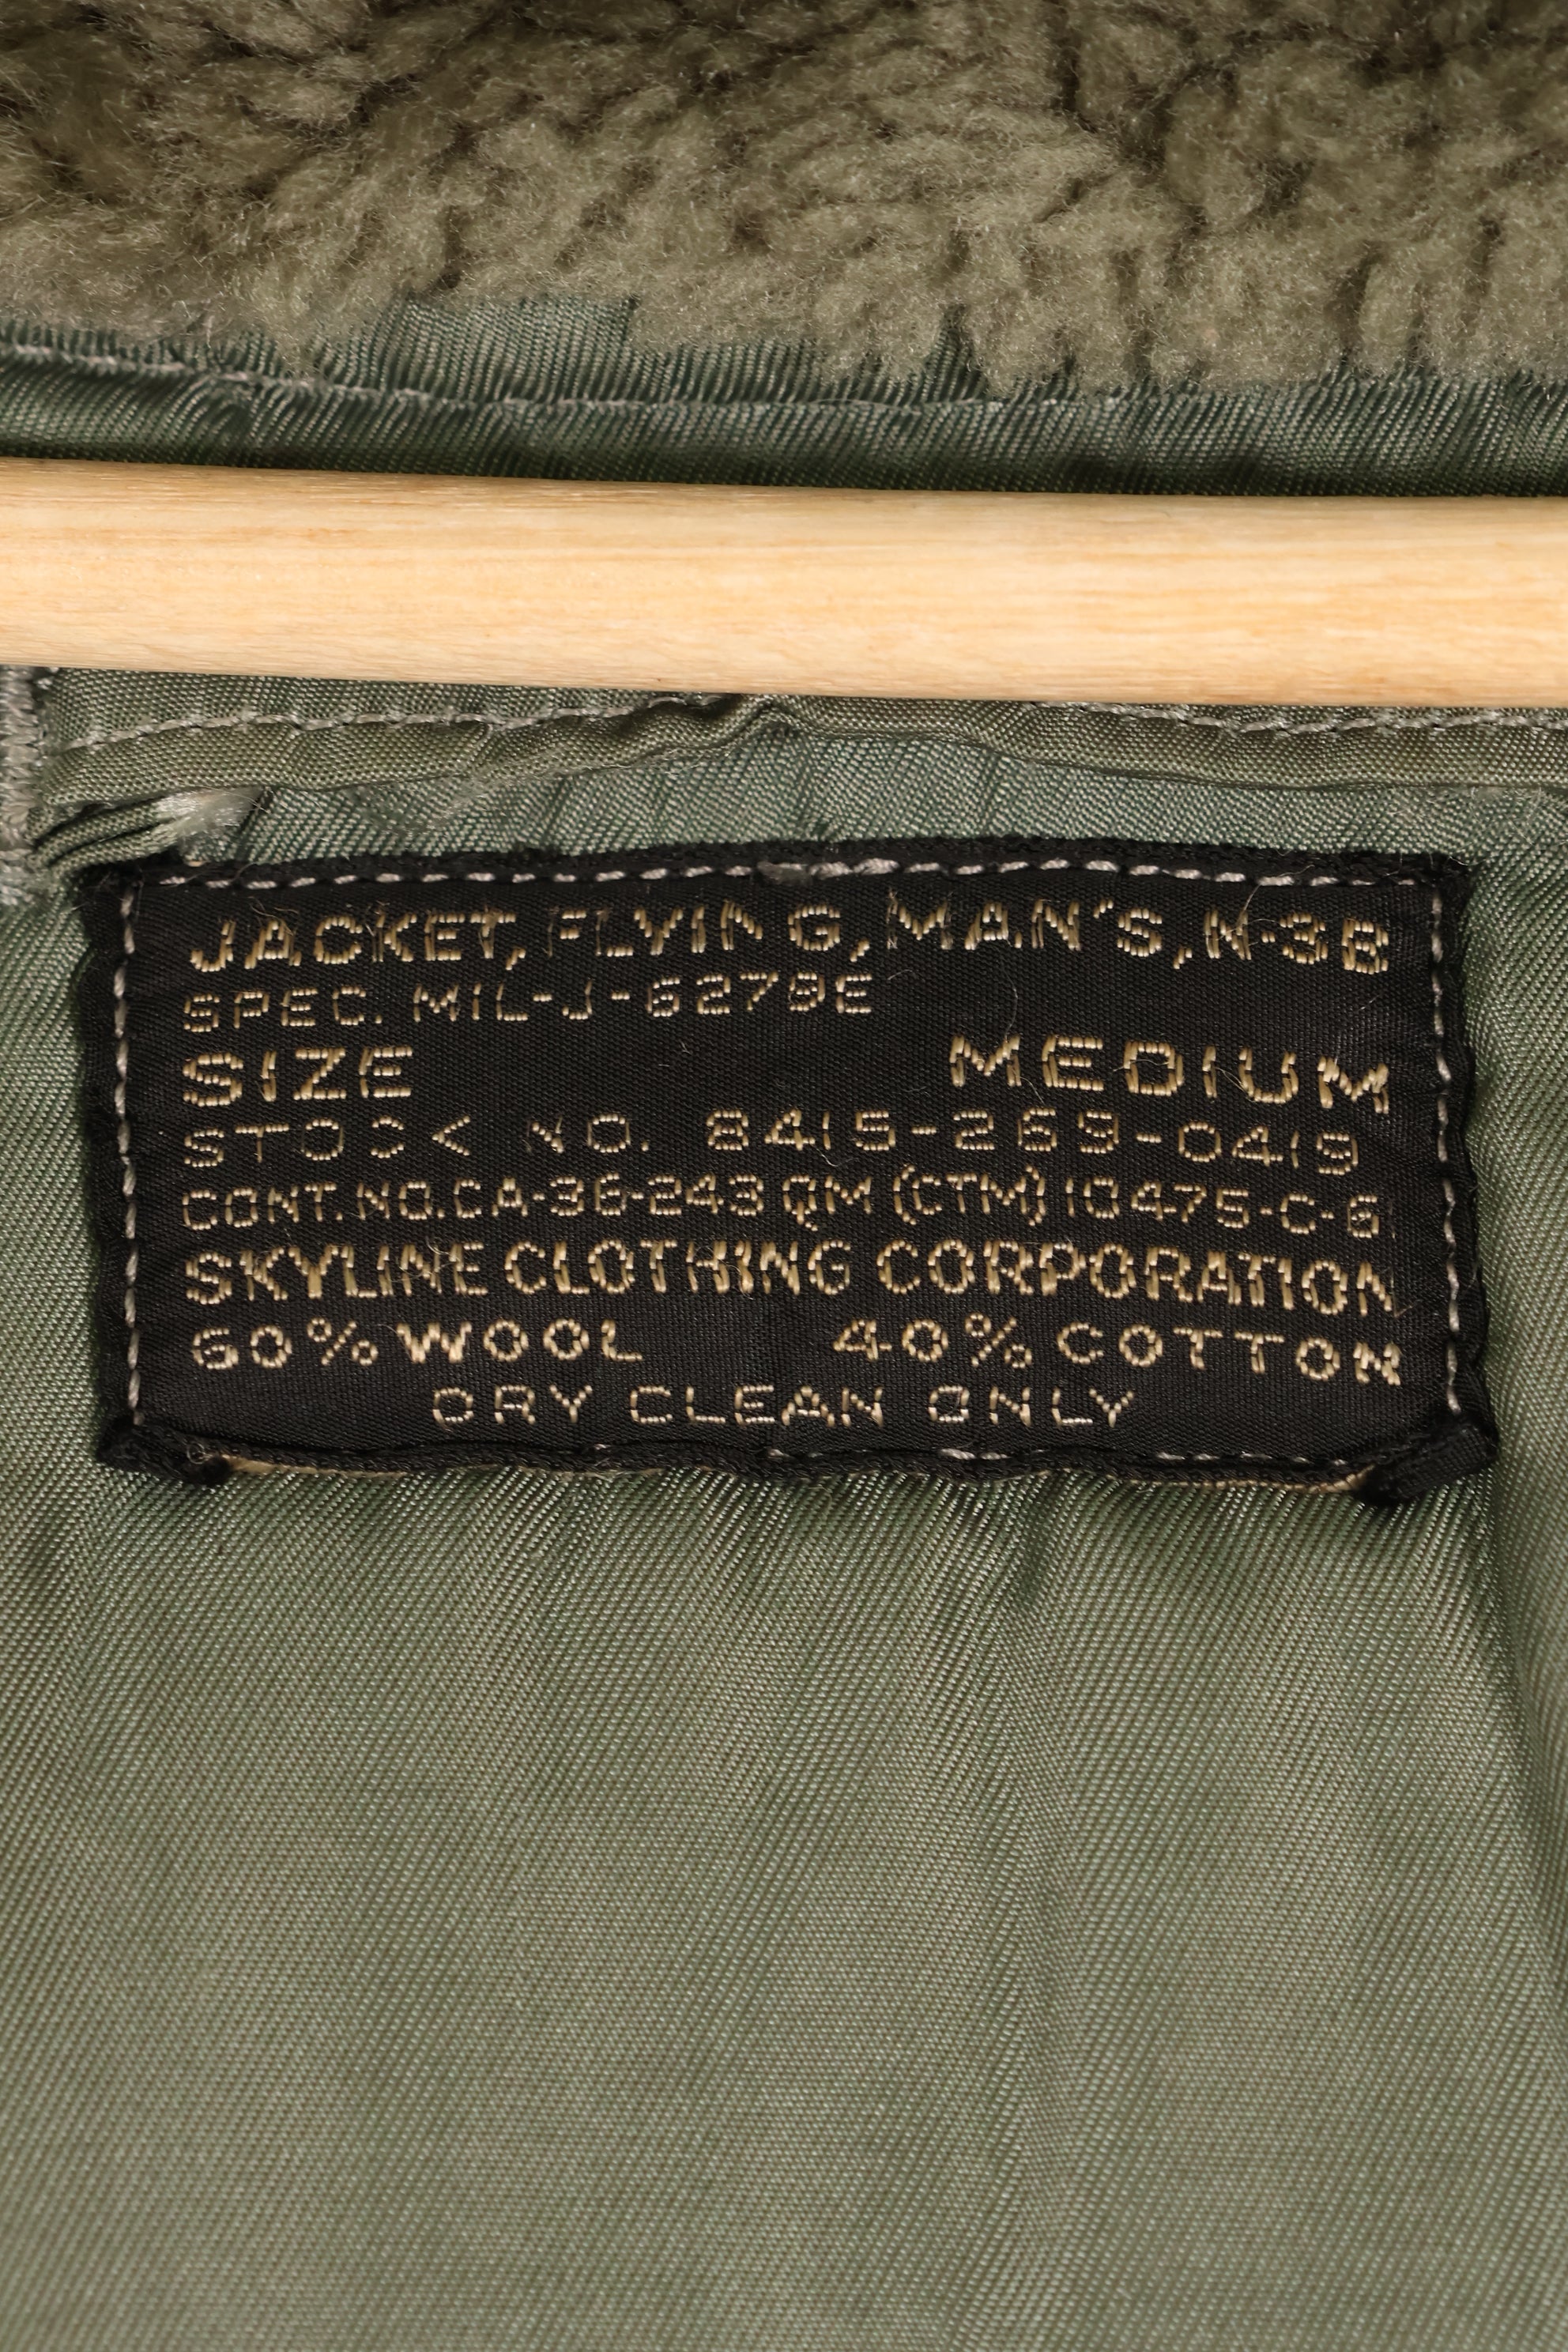 JACKET, FLYING, MAN'S, N-3B
SPEC. MIL-J-6279E
SIZE MEDIUM
STOCK NO. 8415-269-0419
CONT. NO. CA-36-243 QM (CTM) 10475-C-6
SKYLINE CLOTHING CORPORATION
60% WOOL 40% COTTON
DRY CLEAN ONLY